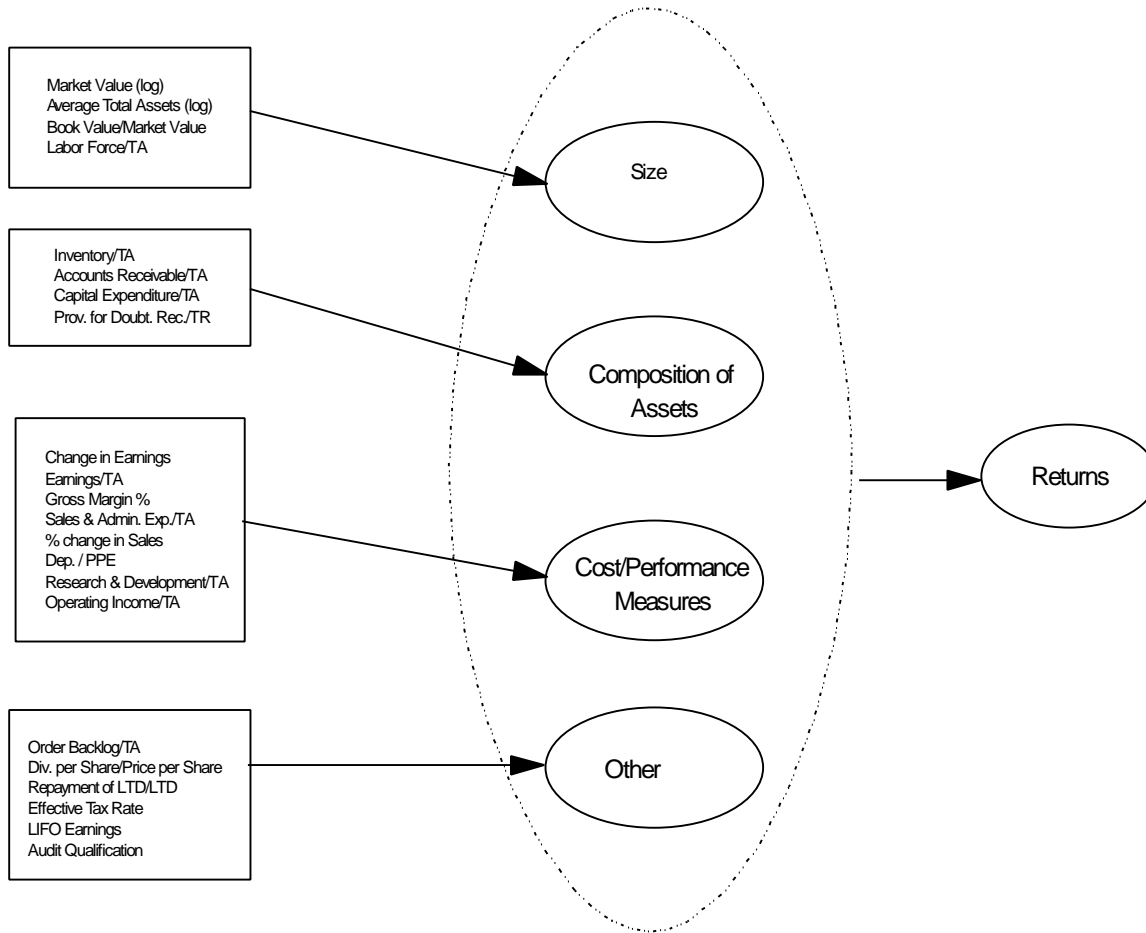 Market Value (log)
Average Total Assets (log)
Book Value/Market Value
Labor Force/TA
Size
Inventory/TA
Accounts Receivable/TA
Capital Expenditure/TA
Prov. for Doubt. Rec./TR
Composition of
Assets
Change in Earnings
Earnings/TA
Gross Margin %
Sales & Admin. Exp./TA
% change in Sales
Dep. / PPE
Research & Development/TA
Operating Income/TA
Cost/Performance
Measures
Order Backlog/TA
Div. per Share/Price per Share
Repayment of LTD/LTD
Effective Tax Rate
LIFO Earnings
Audit Qualification
Other
Returns